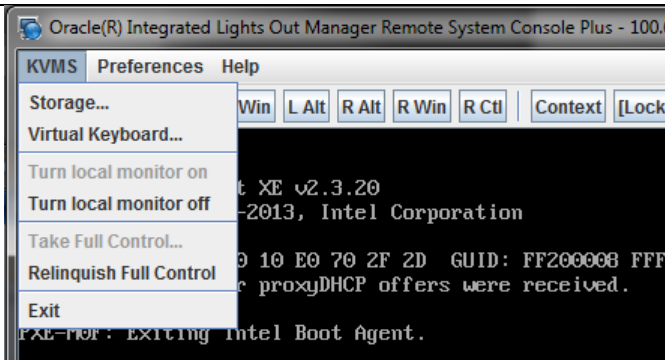 Oracle(R) Integrated Lights Out Manager Remote System Console Plus - 100.
KVMS Preferences Help
Win L Alt R Alt R Win R Ctl Context [Lock
Storage...
Virtual Keyboard...
Turn local monitor on
t XE v2.3.20
Turn local monitor off
-2013, Intel Corporation
Take Full Control...
0 10 E0 70 2F 2D GUID: FF200008 FFF
Relinquish Full Control
r proxyDHCP offers were received.
Exit
PXE-M0F: Exiting Intel Boot Agent.